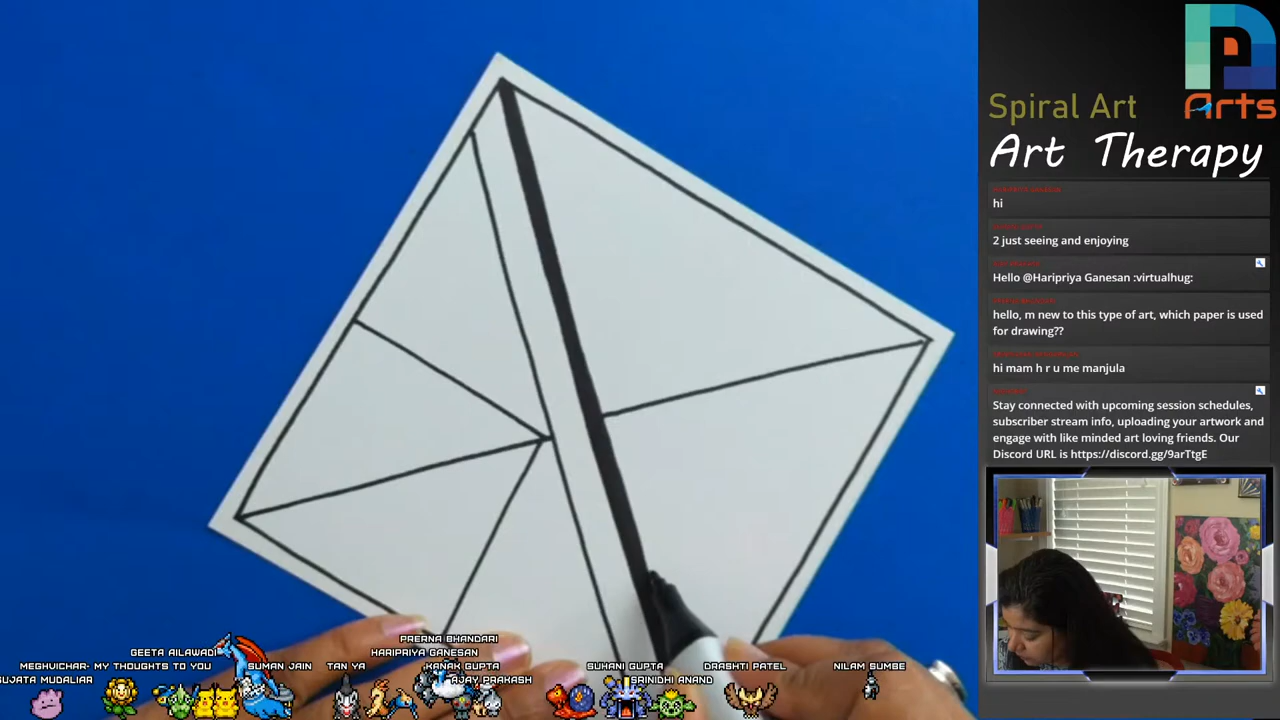 Arts
Spiral Art
Art Therapy
hi
2 just seeing and enjoying
Hello @Haripriya Ganesan :virtualhug:
hello, m new to this type of art, which paper is used
for drawing??
hi mam h r u me manjula
Stay connected with upcoming session schedules,
subscriber stream info, uploading your artwork and
engage with like minded art loving friends. Our
Discord URL is https://discord.gg/9arTtgE
PRERNA BHANDARI
GEETA AILAWADI
HARIPRIYA GANESAN
MEGHUVICHAR- MY THOUGHTS TO YOU
SUMAN JAIN
TAN YA
KANAK GUPTA
SUHANI GUPTA
DRASHTI PATEL
NILAM SUMBE
SUJATA MUDALIAR
AJAY PRAKASH
SRINIDHI ANAND